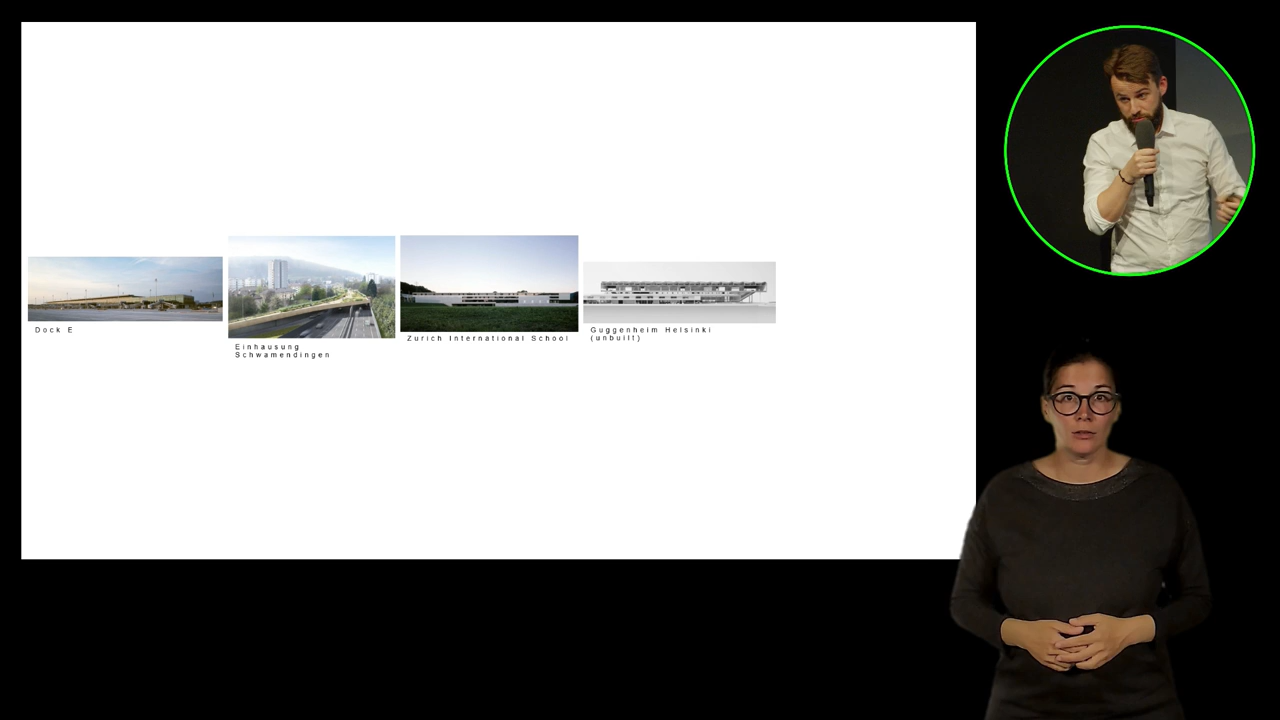 Dock E
Einhausung
Schwamendingen
Zurich International School
Guggenheim Helsinki
(unbuilt)